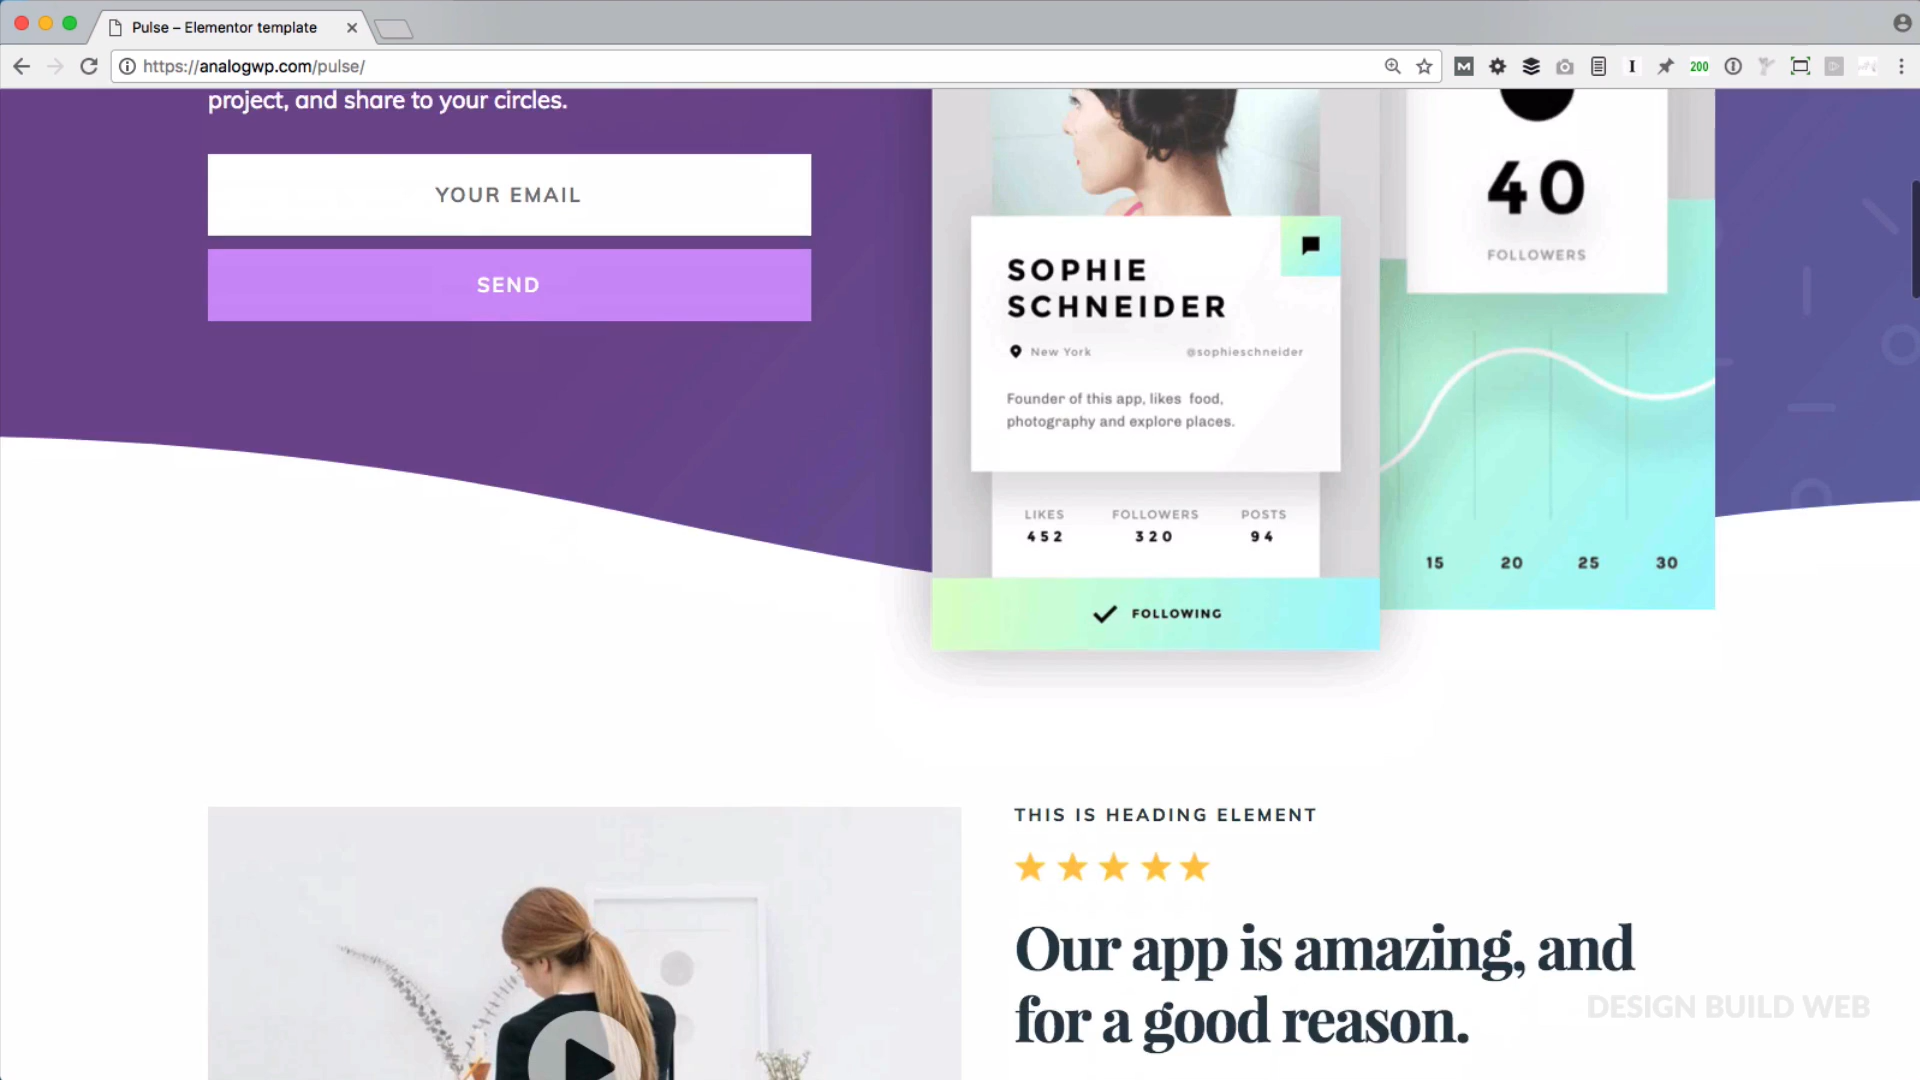 Pulse – Elementor template
https://analogwp.com/pulse/
200
project, and share to your circles.
YOUR EMAIL
SEND
40
FOLLOWERS
SOPHIE
SCHNEIDER
New York
@sophieschneider
Founder of this app, likes food,
photography and explore places.
LIKES FOLLOWERS POSTS
452 320 94
FOLLOWING
15 20 25 30
THIS IS HEADING ELEMENT
Our app is amazing, and
for a good reason.
DESIGN BUILD WEB